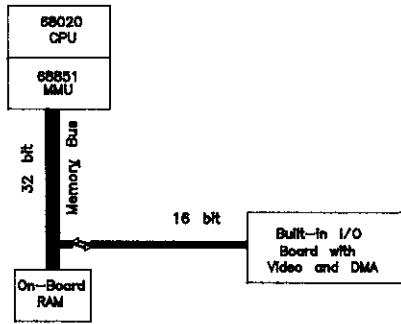 68020
CPU
68851
MMU
32 bit
Memory Bus
16 bit
Built-in I/O
Board with
Video and DMA
On-Board
RAM